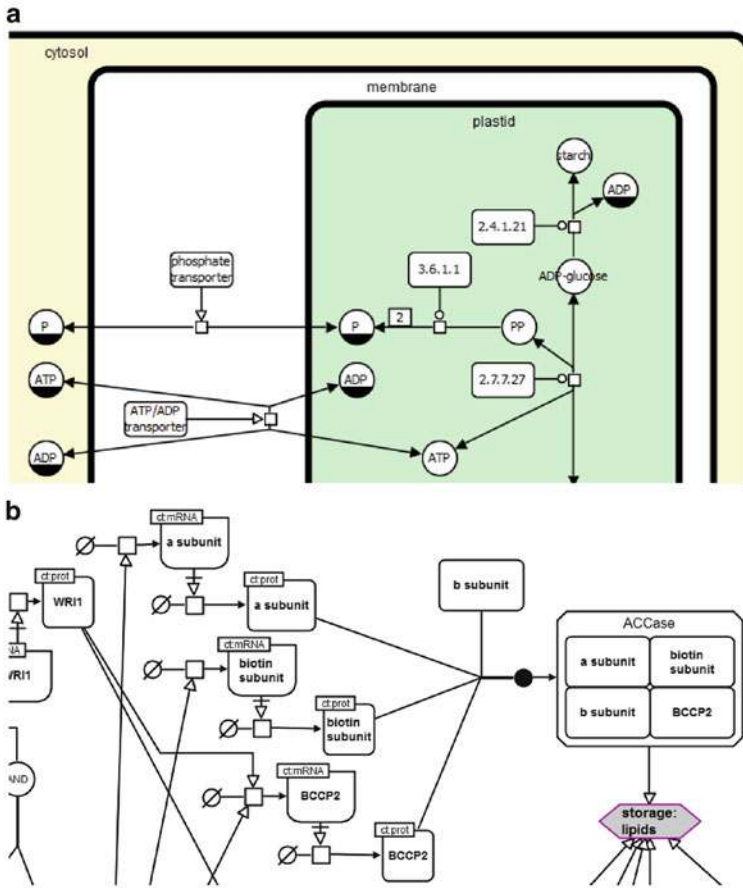 a
cytosol
membrane
plastid
starch
ADP
2.4.1.21
phosphate
transporter
3.6.1.1
ADP-glucose
P
P
2
PP
ATP
ADP
2.7.7.27
ATP/ADP
transporter
ADP
ATP
b
ct:mRNA
a subunit
ct:prot
WRI1
ct:prot
a subunit
b subunit
ACCase
a subunit
biotin
subunit
b subunit
BCCP2
NA
WRI1
ct:mRNA
biotin
subunit
ct:prot
biotin
subunit
AND
ct:mRNA
BCCP2
ct:prot
BCCP2
storage:
lipids